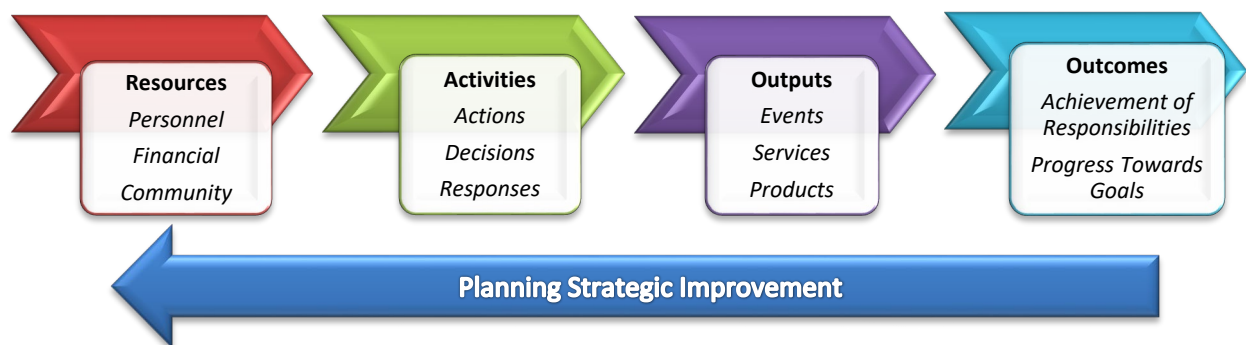 Resources
Personnel
Financial
Community
Activities
Actions
Decisions
Responses
Outputs
Events
Services
Products
Outcomes
Achievement of
Responsibilities
Progress Towards
Goals
Planning Strategic Improvement